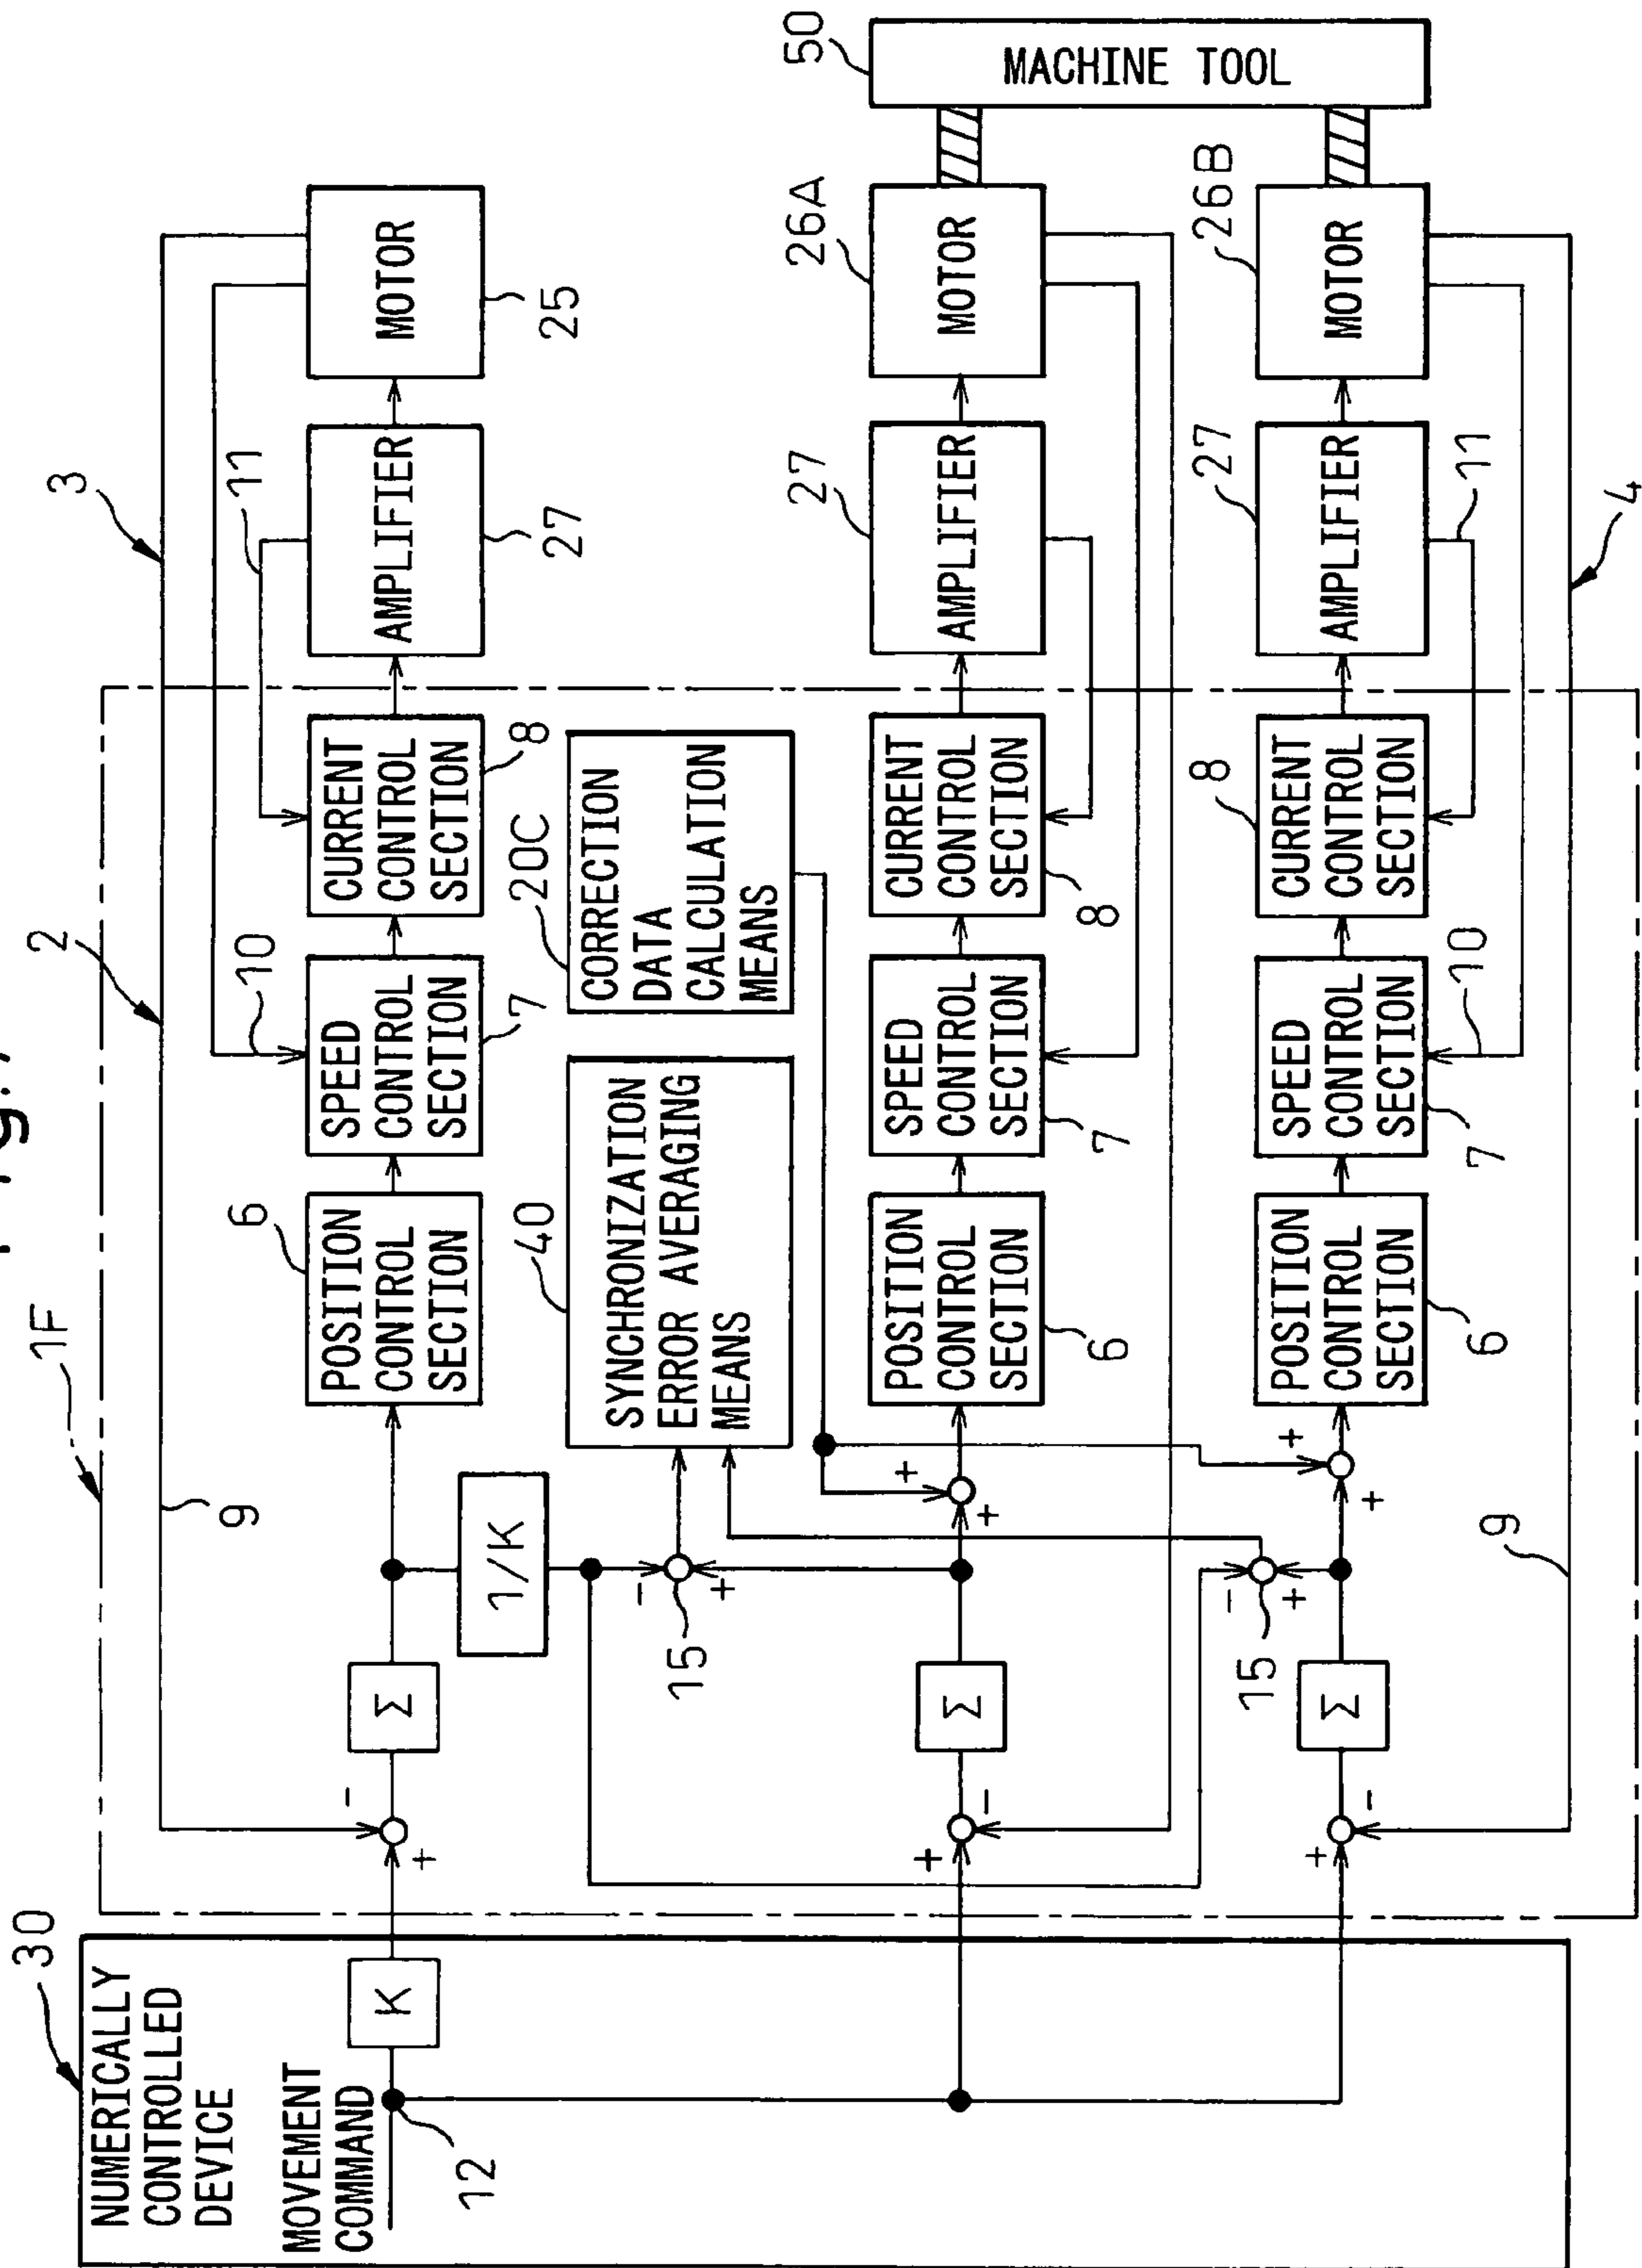 Fig.7
30
NUMERICALLY
CONTROLLED
DEVICE
MOVEMENT
COMMAND
12
K
1F
2
3
9
+
-
Σ
6
POSITION
CONTROL
SECTION
10
SPEED
CONTROL
SECTION
7
11
CURRENT
CONTROL
SECTION
8
AMPLIFIER
27
MOTOR
25
1/K
-
+
15
40
SYNCHRONIZATION
ERROR AVERAGING
MEANS
20C
CORRECTION
DATA
CALCULATION
MEANS
+
-
Σ
+
+
POSITION
CONTROL
SECTION
6
SPEED
CONTROL
SECTION
7
CURRENT
CONTROL
SECTION
8
27
AMPLIFIER
26A
MOTOR
50
MACHINE TOOL
-
+
15
+
-
Σ
+
+
POSITION
CONTROL
SECTION
6
SPEED
CONTROL
SECTION
7
10
8
CURRENT
CONTROL
SECTION
27
AMPLIFIER
11
26B
MOTOR
9
4